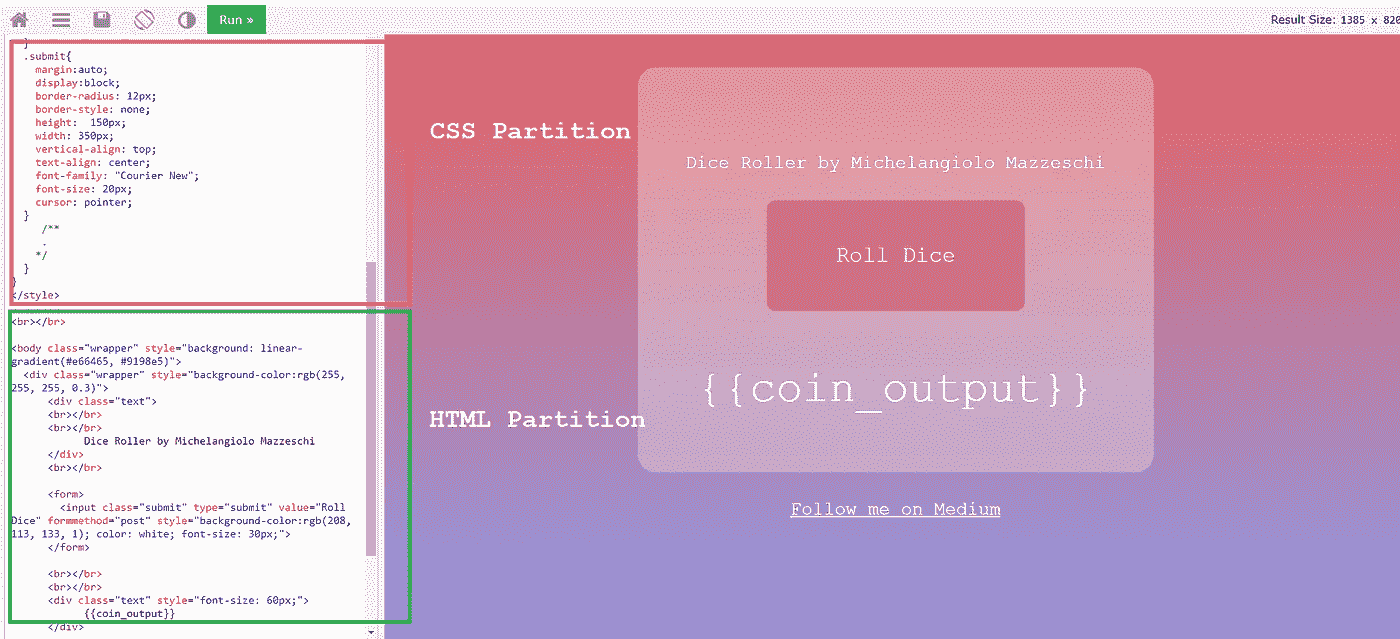 Run »
Result Size: 1385 x 820
}
.submit{
margin:auto;
display:block;
border-radius: 12px;
border-style: none;
height:  150px;
width: 350px;
vertical-align: top;
text-align: center;
font-family: "Courier New";
font-size: 20px;
cursor: pointer;
}
/**
.
*/
}
}
</style>
<br></br>
<body class="wrapper" style="background: linear-
gradient(#e66465, #9198e5)">
<div class="wrapper" style="background-color:rgb(255,
255, 255, 0.3)">
<div class="text">
<br></br>
<br></br>
Dice Roller by Michelangiolo Mazzeschi
</div>
<br></br>
<form>
<input class="submit" type="submit" value="Roll
Dice" formmethod="post" style="background-color:rgb(208,
113, 133, 1); color: white; font-size: 30px;">
</form>
<br></br>
<br></br>
<div class="text" style="font-size: 60px;">
{{coin_output}}
</div>
CSS Partition
Dice Roller by Michelangiolo Mazzeschi
Roll Dice
{{coin_output}}
HTML Partition
Follow me on Medium